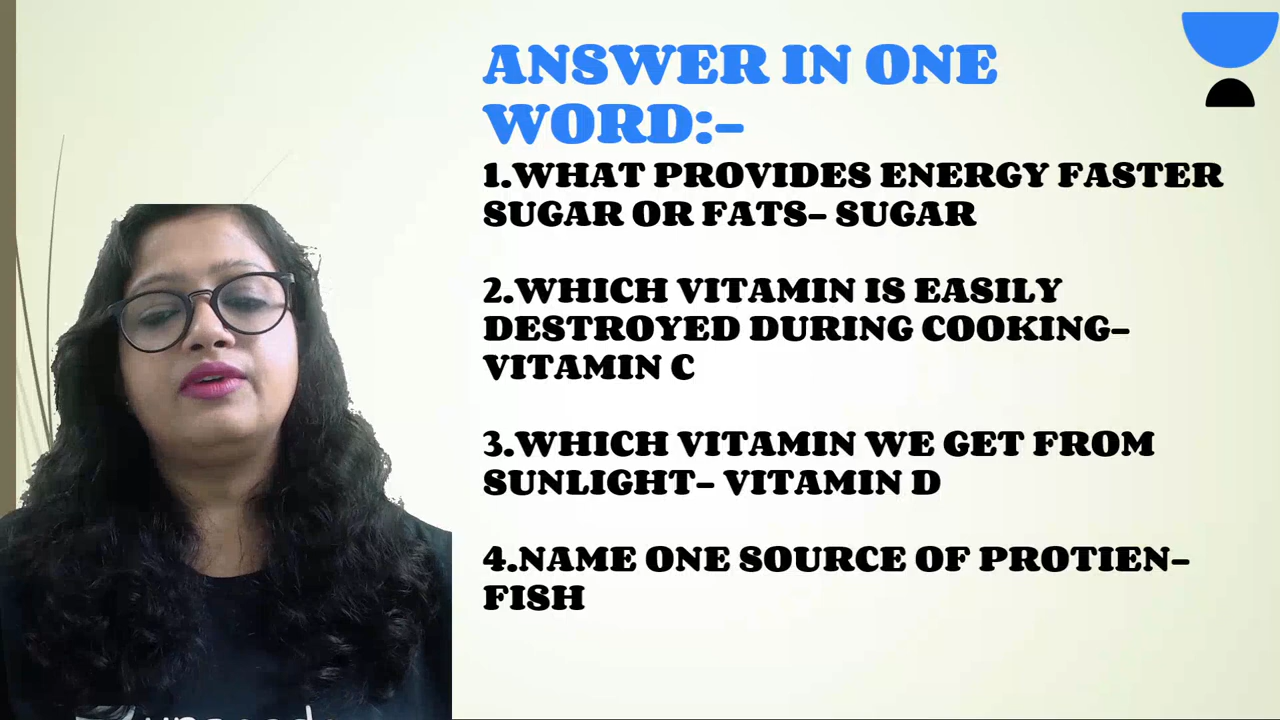 ANSWER IN ONE
WORD:-
1.WHAT PROVIDES ENERGY FASTER
SUGAR OR FATS- SUGAR
2.WHICH VITAMIN IS EASILY
DESTROYED DURING COOKING-
VITAMIN C
3.WHICH VITAMIN WE GET FROM
SUNLIGHT- VITAMIN D
4.NAME ONE SOURCE OF PROTIEN-
FISH